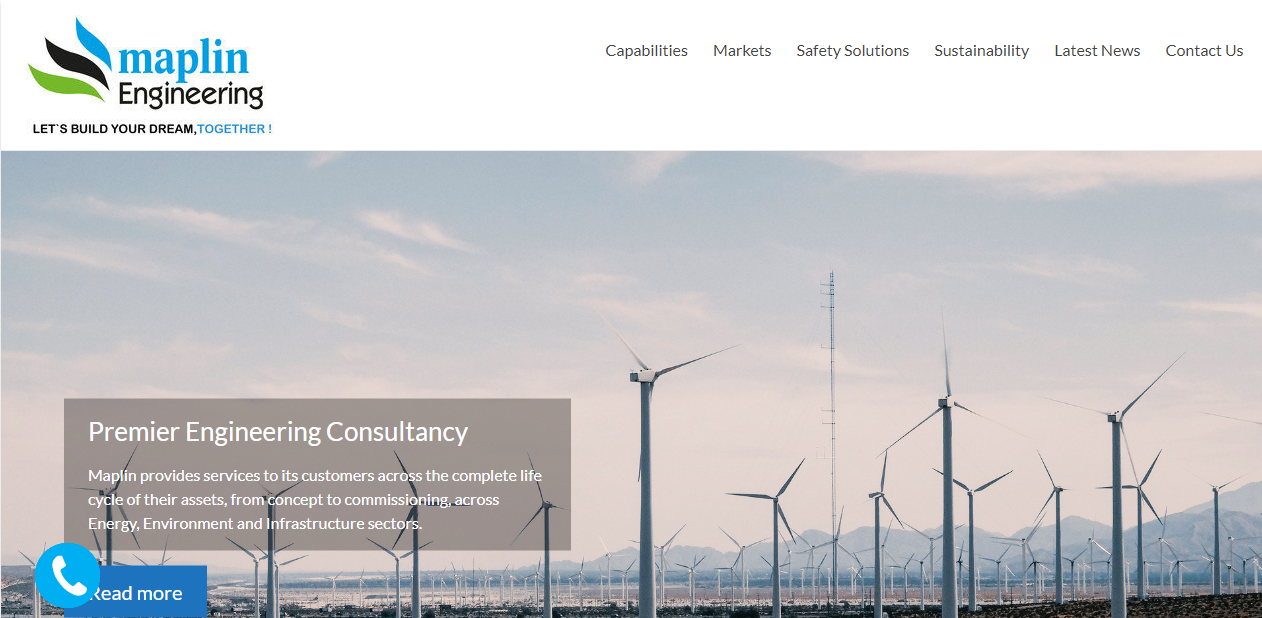 maplin
Engineering
LET`S BUILD YOUR DREAM,TOGETHER !
Capabilities Markets Safety Solutions Sustainability Latest News Contact Us
Premier Engineering Consultancy
Maplin provides services to its customers across the complete life
cycle of their assets, from concept to commissioning, across
Energy, Environment and Infrastructure sectors.
Read more